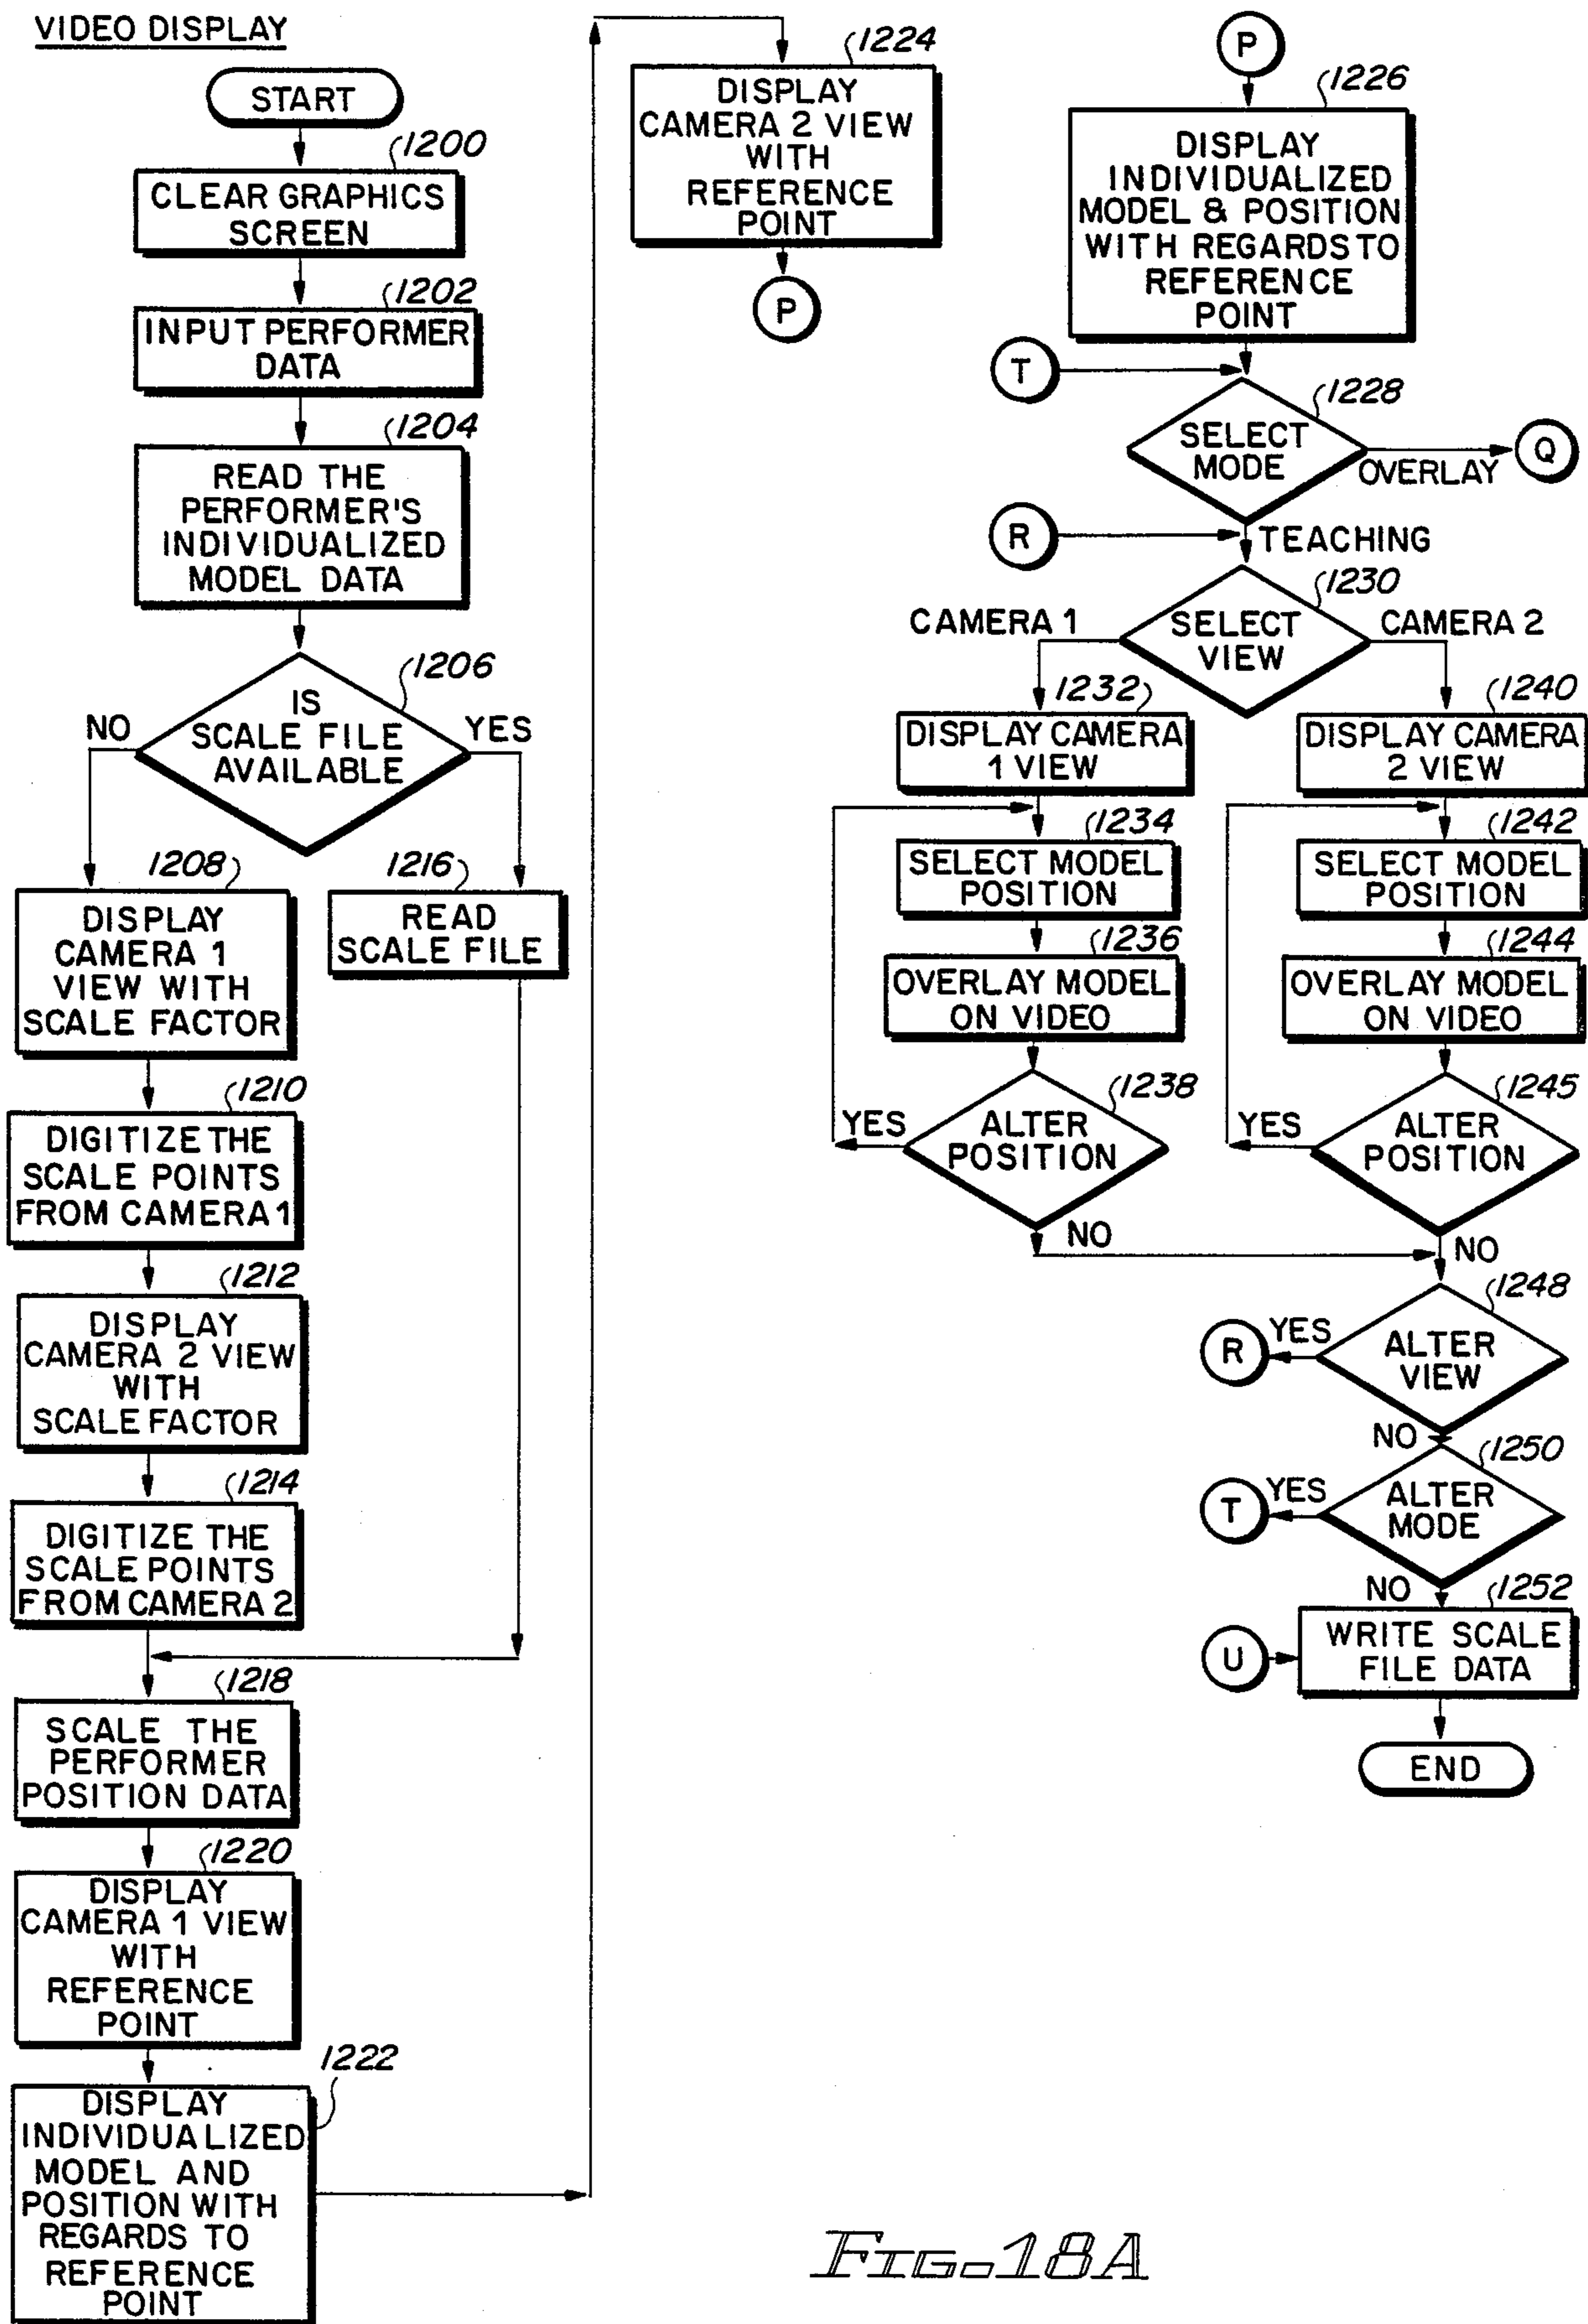 VIDEO DISPLAY
START
1200
CLEAR GRAPHICS
SCREEN
1202
INPUT PERFORMER
DATA
1204
READ THE
PERFORMER'S
INDIVIDUALIZED
MODEL DATA
1206
IS
SCALE FILE
AVAILABLE
NO
YES
1208
DISPLAY
CAMERA 1
VIEW WITH
SCALE FACTOR
1216
READ
SCALE FILE
1210
DIGITIZE THE
SCALE POINTS
FROM CAMERA 1
1212
DISPLAY
CAMERA 2 VIEW
WITH
SCALE FACTOR
1214
DIGITIZE THE
SCALE POINTS
FROM CAMERA 2
1218
SCALE THE
PERFORMER
POSITION DATA
1220
DISPLAY
CAMERA 1 VIEW
WITH
REFERENCE
POINT
1222
DISPLAY
INDIVIDUALIZED
MODEL AND
POSITION WITH
REGARDS TO
REFERENCE
POINT
1224
DISPLAY
CAMERA 2 VIEW
WITH
REFERENCE
POINT
P
P
1226
DISPLAY
INDIVIDUALIZED
MODEL & POSITION
WITH REGARDS TO
REFERENCE
POINT
T
1228
SELECT
MODE
OVERLAY
Q
R
TEACHING
1230
SELECT
VIEW
CAMERA 1
CAMERA 2
1232
DISPLAY CAMERA
1 VIEW
1234
SELECT MODEL
POSITION
1236
OVERLAY MODEL
ON VIDEO
1238
ALTER
POSITION
YES
NO
1240
DISPLAY CAMERA
2 VIEW
1242
SELECT MODEL
POSITION
1244
OVERLAY MODEL
ON VIDEO
1245
ALTER
POSITION
YES
NO
1248
ALTER
VIEW
YES
R
NO
1250
ALTER
MODE
YES
T
NO
1252
WRITE SCALE
FILE DATA
U
END
FIG. 18A